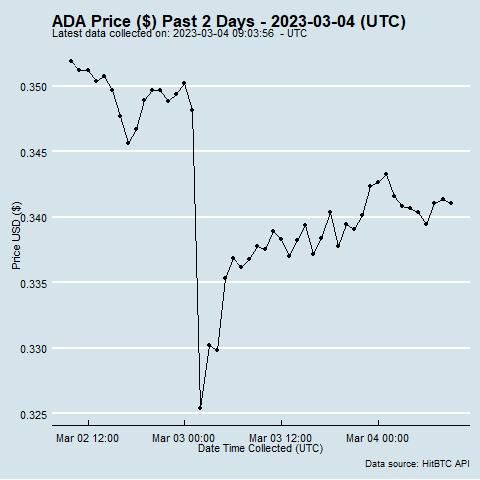 ADA Price ($) Past 2 Days - 2023-03-04 (UTC)
Latest data collected on: 2023-03-04 09:03:56 - UTC
0.350
0.345
0.340
0.335
0.330
0.325
Price USD ($)
Mar 02 12:00
Mar 03 00:00
Mar 03 12:00
Mar 04 00:00
Date Time Collected (UTC)
Data source: HitBTC API